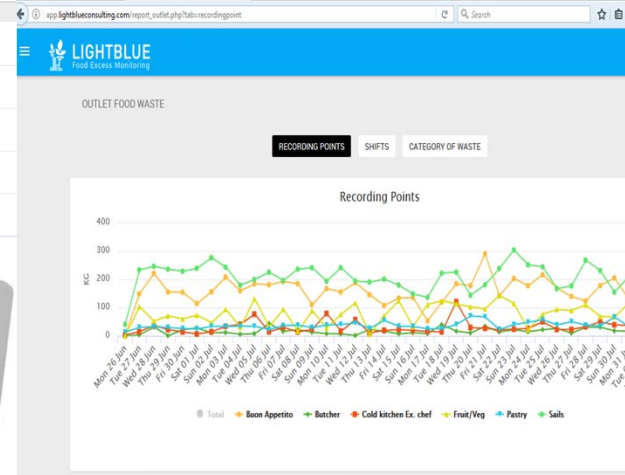 app.lightblueconsulting.com/report_outlet.php?tab=recordingpoint
Search
LIGHTBLUE
Food Excess Monitoring
OUTLET FOOD WASTE
RECORDING POINTS SHIFTS CATEGORY OF WASTE
Recording Points
400
300
200
100
0
KG
Mon 26 Jun
Tue 27 Jun
Wed 28 Jun
Thu 29 Jun
Fri 30 Jun
Sat 01 Jul
Sun 02 Jul
Mon 03 Jul
Tue 04 Jul
Wed 05 Jul
Thu 06 Jul
Fri 07 Jul
Sat 08 Jul
Sun 09 Jul
Mon 10 Jul
Tue 11 Jul
Wed 12 Jul
Thu 13 Jul
Fri 14 Jul
Sat 15 Jul
Sun 16 Jul
Mon 17 Jul
Tue 18 Jul
Wed 19 Jul
Thu 20 Jul
Fri 21 Jul
Sat 22 Jul
Sun 23 Jul
Mon 24 Jul
Tue 25 Jul
Wed 26 Jul
Thu 27 Jul
Fri 28 Jul
Sat 29 Jul
Sun 30 Jul
Mon 31 Jul
Total Buon Appetito Butcher Cold kitchen Ex. chef Fruit/Veg Pastry Sails